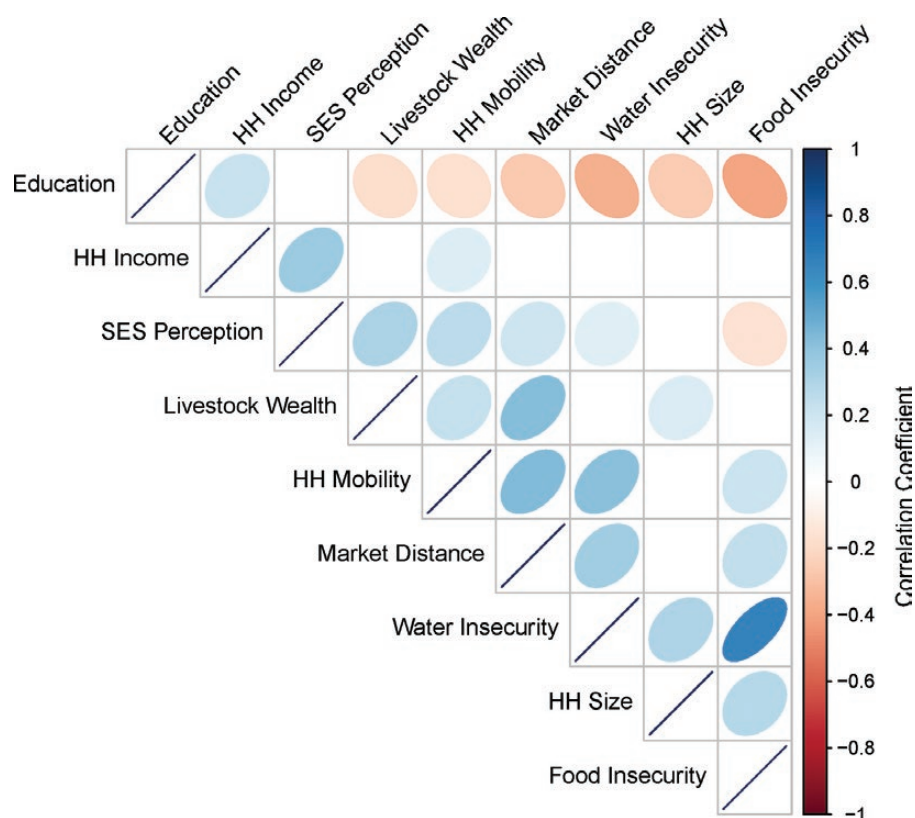 Education
HH Income
SES Perception
Livestock Wealth
HH Mobility
Market Distance
Water Insecurity
HH Size
Food Insecurity
Education
HH Income
SES Perception
Livestock Wealth
HH Mobility
Market Distance
Water Insecurity
HH Size
Food Insecurity
1
0.8
0.6
0.4
0.2
0
−0.2
−0.4
−0.6
−0.8
−1
Correlation Coefficient